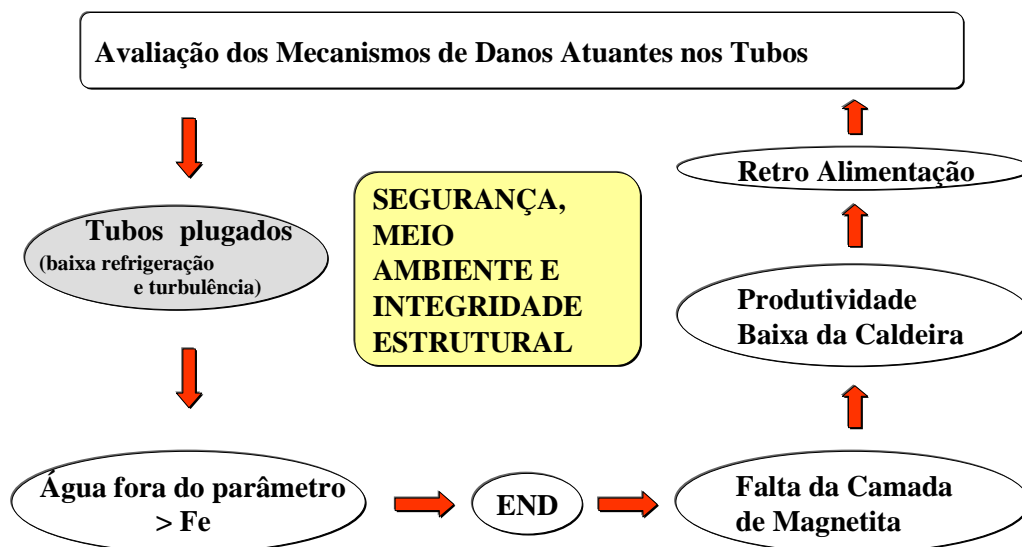 Avaliação dos Mecanismos de Danos Atuantes nos Tubos
Tubos plugados
(baixa refrigeração
e turbulência)
Água fora do parâmetro
> Fe
END
Falta da Camada
de Magnetita
Produtividade
Baixa da Caldeira
Retro Alimentação
SEGURANÇA,
MEIO
AMBIENTE E
INTEGRIDADE
ESTRUTURAL